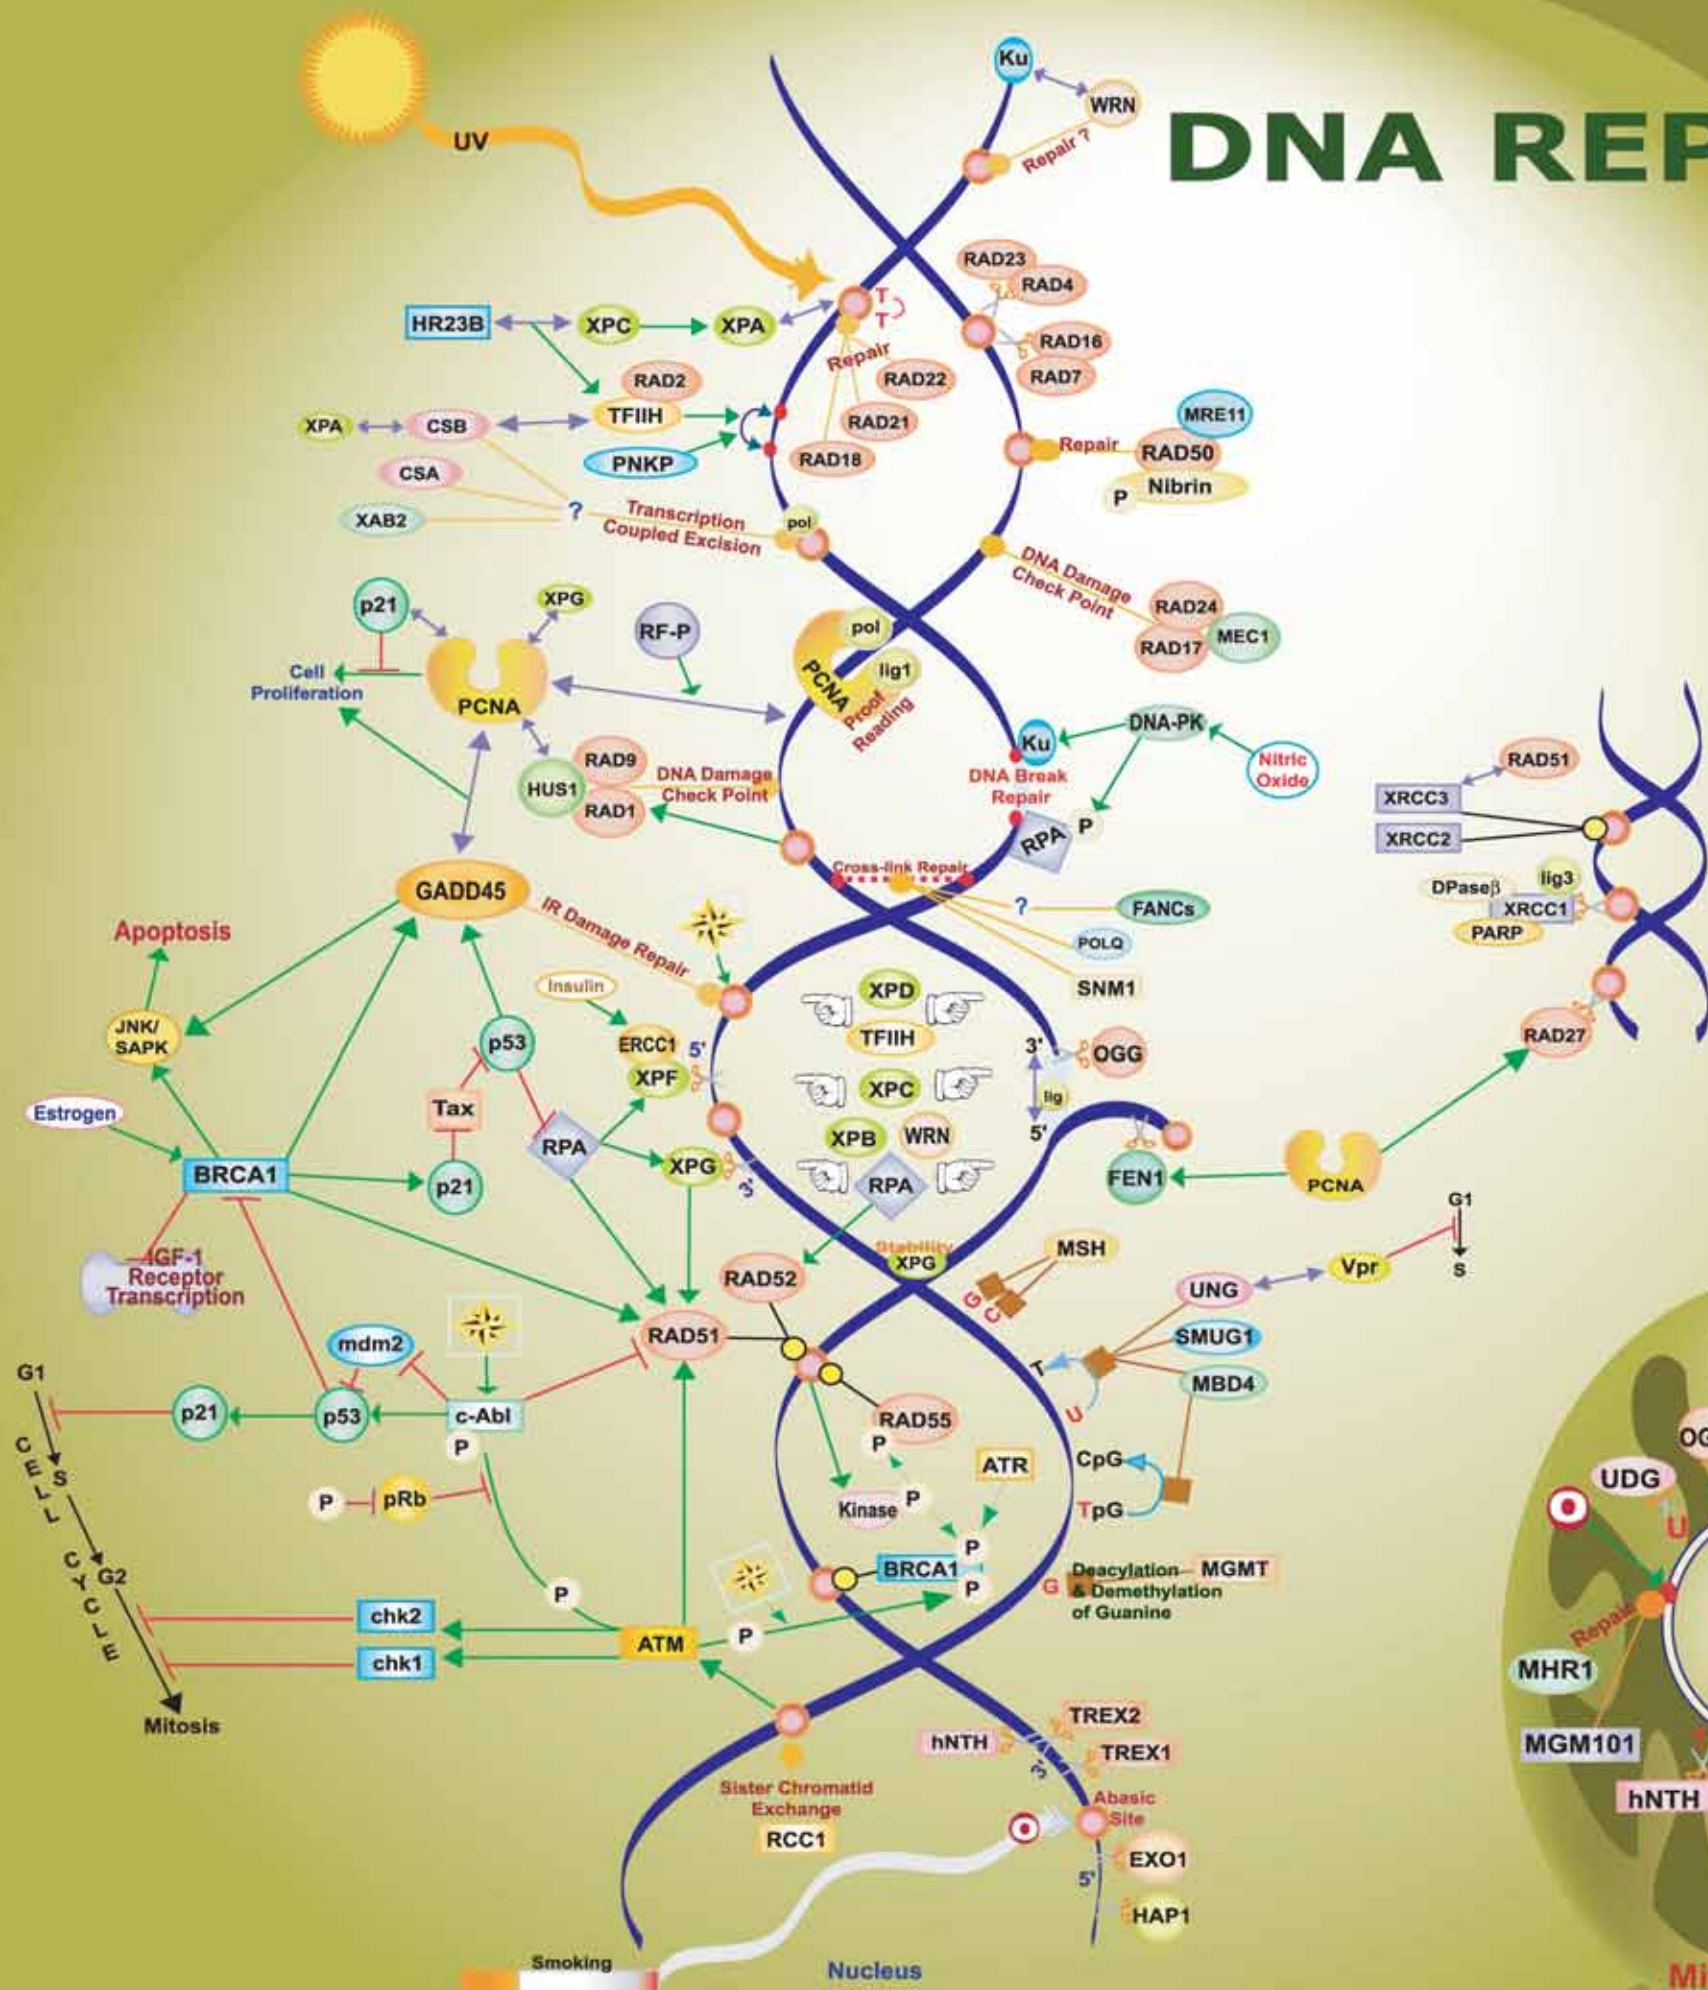 Ku
WRN
UV
DNA REP
Repair ?
RAD23
RAD4
T
T
HR23B
XPC
XPA
RAD16
RAD7
Repair
RAD22
RAD2
TFIIH
RAD21
RAD18
MRE11
XPA
CSB
PNKP
Repair
RAD50
Nibrin
P
CSA
XAB2
?
Transcription
Coupled Excision
pol
DNA Damage
Check Point
RAD24
RAD17
MEC1
p21
XPG
RF-P
pol
lig1
PCNA
Proof
Reading
Cell
Proliferation
PCNA
Ku
DNA-PK
Nitric
Oxide
RAD51
XRCC3
XRCC2
RAD9
HUS1
RAD1
DNA Damage
Check Point
DNA Break
Repair
RPA
P
Cross-link Repair
GADD45
IR Damage Repair
?
FANCs
POLQ
SNM1
lig3
DPaseβ
XRCC1
PARP
Apoptosis
JNK/
SAPK
Insulin
XPD
TFIIH
p53
ERCC1
XPF
5'
3'
OGG
RAD27
XPC
lig
5'
Estrogen
Tax
XPB
WRN
RPA
BRCA1
p21
XPG
3'
RPA
FEN1
PCNA
G1
S
IGF-1
Receptor
Transcription
Stability
XPG
MSH
G
C
Vpr
UNG
RAD52
RAD51
SMUG1
T
U
MBD4
mdm2
G1
p21
p53
c-Abl
P
RAD55
P
CpG
TpG
ATR
UDG
OG
U
P
pRb
Kinase
P
P
S
G2
CELL CYCLE
BRCA1
P
G
Deacylation
& Demethylation
of Guanine
MGMT
P
chk2
chk1
ATM
P
Repair
MHR1
MGM101
hNTH
Mitosis
hNTH
TREX2
TREX1
3'
Sister Chromatid
Exchange
RCC1
Abasic
Site
EXO1
5'
HAP1
Smoking
Nucleus
Mi